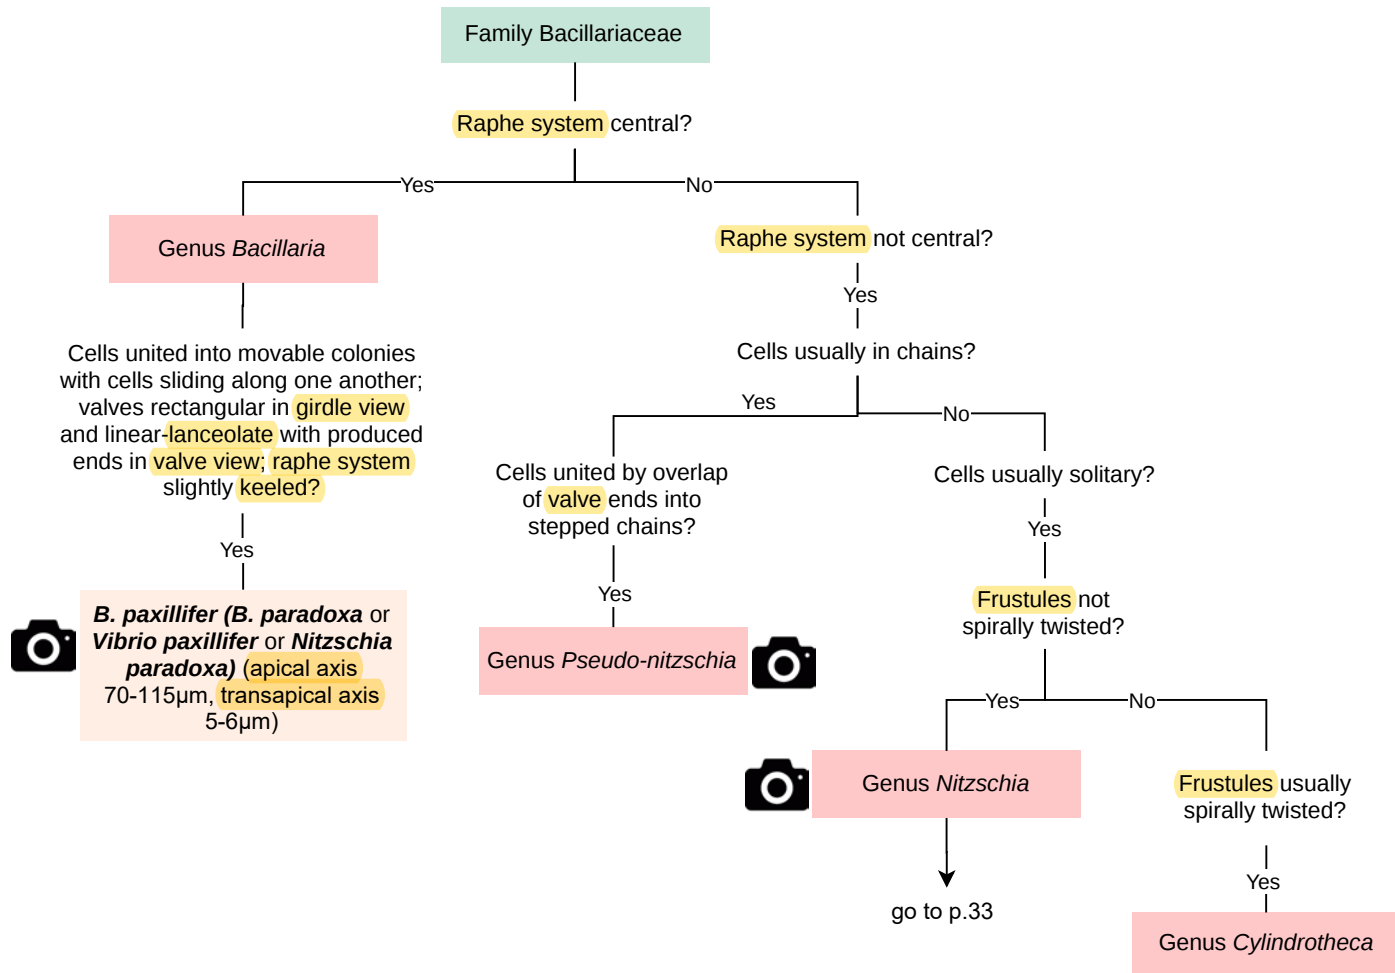 Family Bacillariaceae
Raphe system central?
Yes
No
Genus Bacillaria
Raphe system not central?
Yes
Cells united into movable colonies
with cells sliding along one another;
valves rectangular in girdle view
and linear-lanceolate with produced
ends in valve view; raphe system
slightly keeled?
Cells usually in chains?
Yes
No
Cells united by overlap
of valve ends into
stepped chains?
Cells usually solitary?
Yes
Yes
Yes
B. paxillifer (B. paradoxa or
Vibrio paxillifer or Nitzschia
paradoxa) (apical axis
70-115µm, transapical axis
5-6µm)
Genus Pseudo-nitzschia
Frustules not
spirally twisted?
Yes
No
Genus Nitzschia
Frustules usually
spirally twisted?
go to p.33
Yes
Genus Cylindrotheca